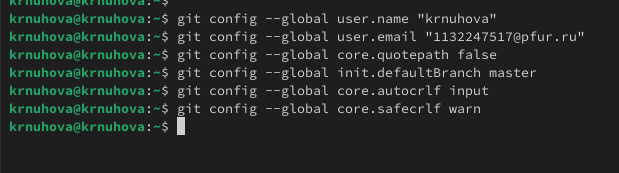 krnuhova@krnuhova:~$
krnuhova@krnuhova:~$ git config --global user.name "krnuhova"
krnuhova@krnuhova:~$ git config --global user.email "1132247517@pfur.ru"
krnuhova@krnuhova:~$ git config --global core.quotepath false
krnuhova@krnuhova:~$ git config --global init.defaultBranch master
krnuhova@krnuhova:~$ git config --global core.autocrlf input
krnuhova@krnuhova:~$ git config --global core.safecrlf warn
krnuhova@krnuhova:~$